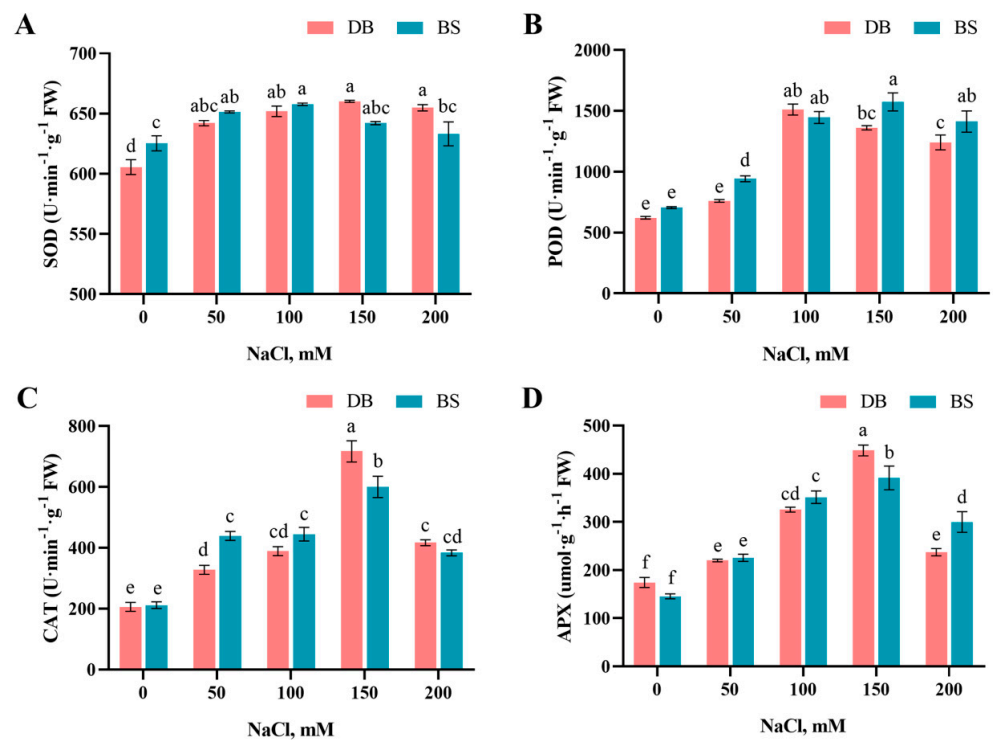 A
DB BS
SOD (U·min⁻¹·g⁻¹ FW)
700
650
600
550
500
d c abc ab ab a a abc a bc
0 50 100 150 200
NaCl, mM
B
DB BS
POD (U·min⁻¹·g⁻¹ FW)
2000
1500
1000
500
0
e e e d ab ab bc a c ab
0 50 100 150 200
NaCl, mM
C
DB BS
CAT (U·min⁻¹·g⁻¹ FW)
800
600
400
200
0
e e d c cd c a b c cd
0 50 100 150 200
NaCl, mM
D
DB BS
APX (umol·g⁻¹·h⁻¹ FW)
500
400
300
200
100
0
f f e e cd c a b e d
0 50 100 150 200
NaCl, mM